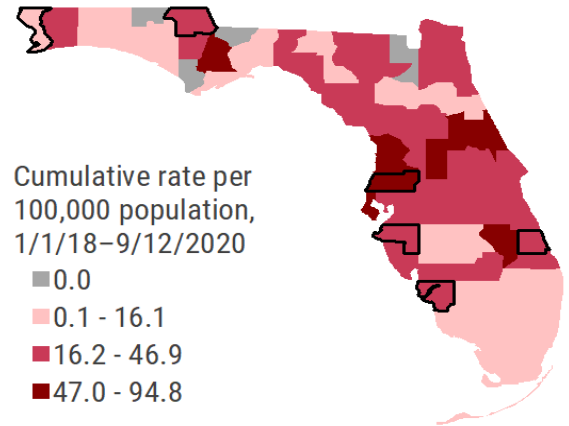 Cumulative rate per
100,000 population,
1/1/18–9/12/2020
0.0
0.1 - 16.1
16.2 - 46.9
47.0 - 94.8